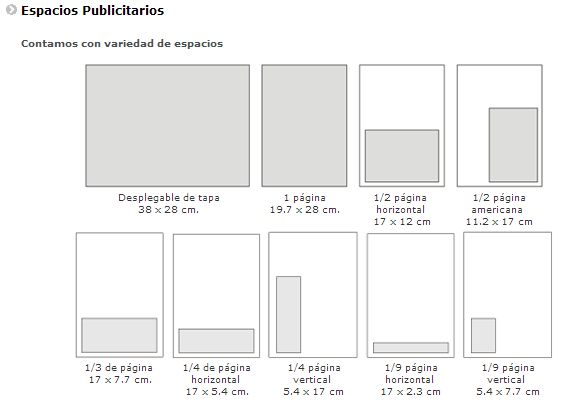 Espacios Publicitarios
Contamos con variedad de espacios
Desplegable de tapa
38 x 28 cm.
1 página
19.7 x 28 cm.
1/2 página
horizontal
17 x 12 cm
1/2 página
americana
11.2 x 17 cm
1/3 de página
17 x 7.7 cm.
1/4 de página
horizontal
17 x 5.4 cm.
1/4 página
vertical
5.4 x 17 cm
1/9 página
horizontal
17 x 2.3 cm
1/9 página
vertical
5.4 x 7.7 cm